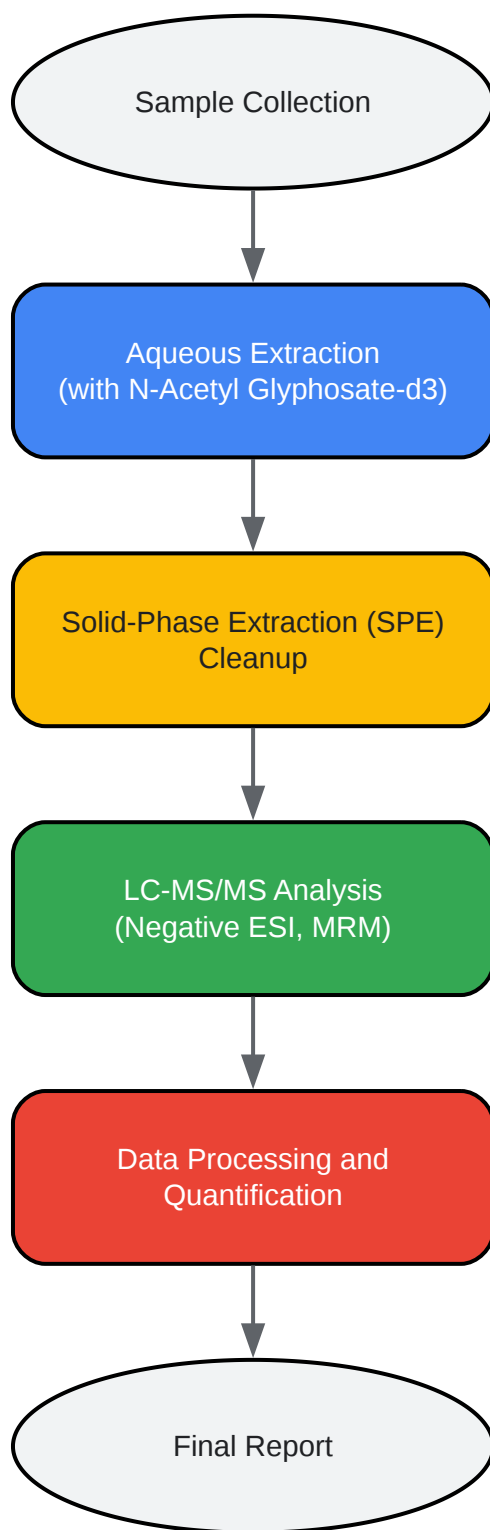 Sample Collection
Aqueous Extraction
(with N-Acetyl Glyphosate-d3)
Solid-Phase Extraction (SPE)
Cleanup
LC-MS/MS Analysis
(Negative ESI, MRM)
Data Processing and
Quantification
Final Report